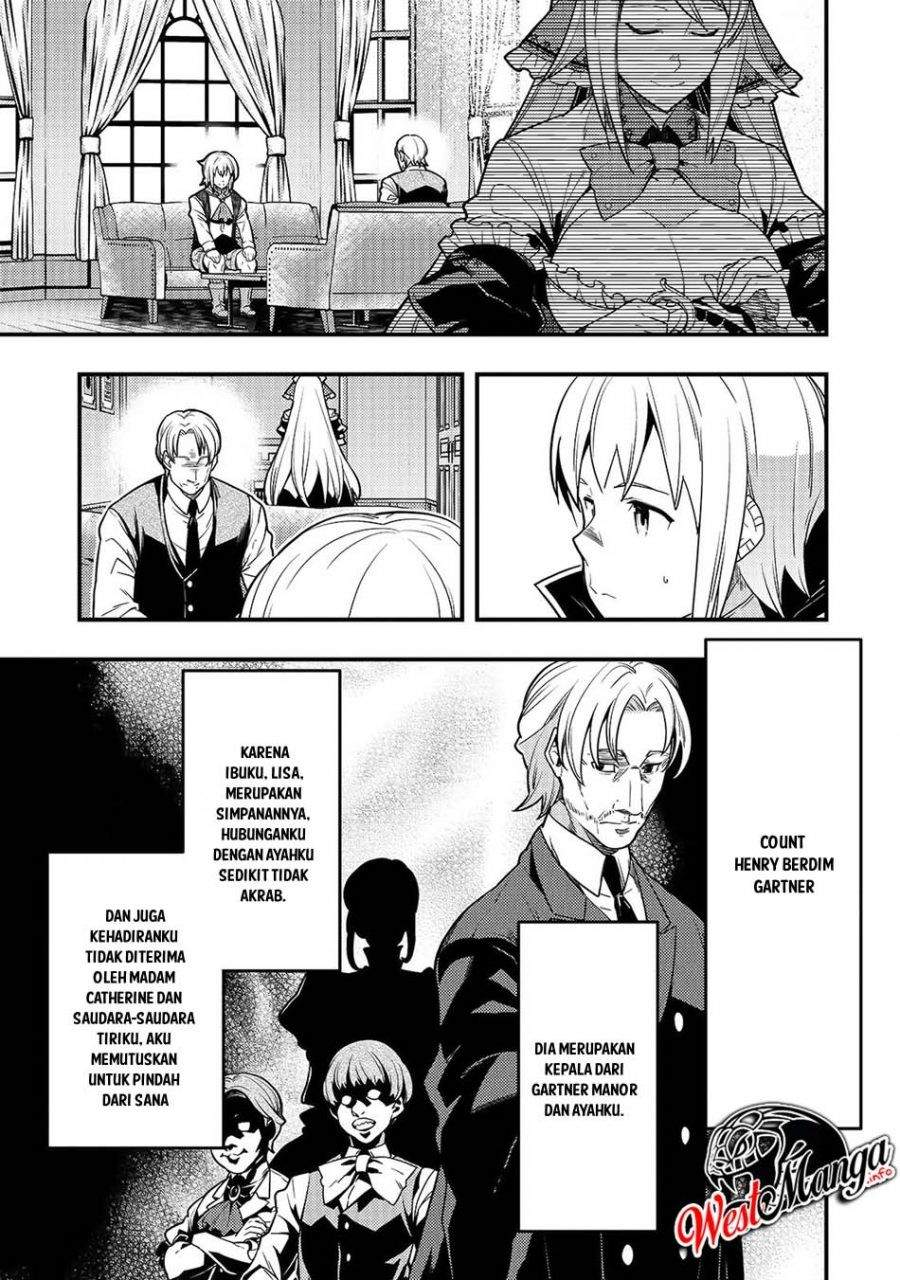 COUNT
HENRY BERDIM
GARTNER
DIA MERUPAKAN
KEPALA DARI
GARTNER MANOR
DAN AYAHKU.
KARENA
IBUKU, LISA,
MERUPAKAN
SIMPANANNYA,
HUBUNGANKU
DENGAN AYAHKU
SEDIKIT TIDAK
AKRAB.
DAN JUGA
KEHADIRANKU
TIDAK DITERIMA
OLEH MADAM
CATHERINE DAN
SAUDARA-SAUDARA
TIRIKU, AKU
MEMUTUSKAN
UNTUK PINDAH
DARI SANA
WestManga
.info